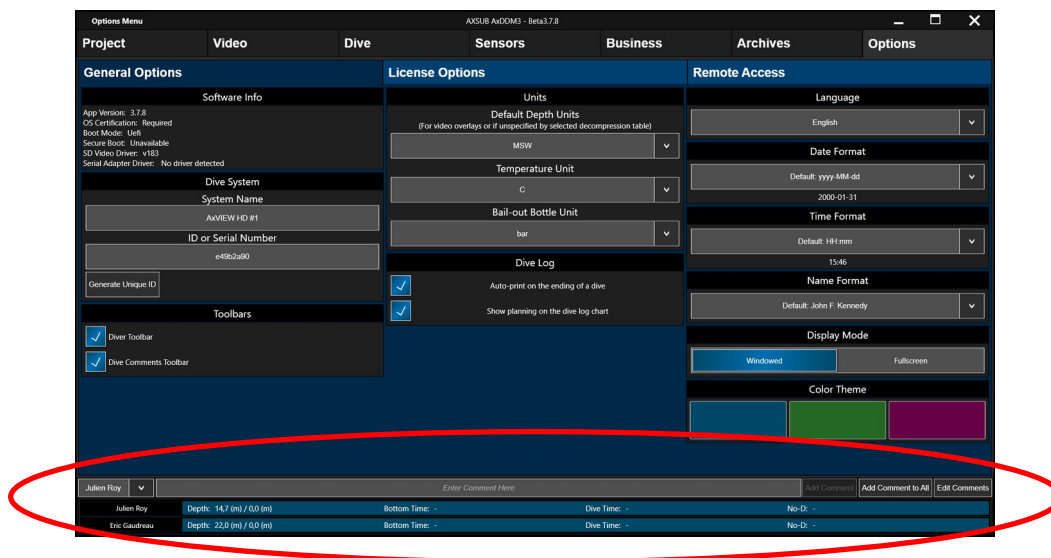 Options Menu
AXSUB AxDDM3 - Beta3.7.8
Project Video Dive Sensors Business Archives Options
General Options
Software Info
App Version: 3.7.8
OS Certification: Required
Boot Mode: Uefi
Secure Boot: Unavailable
SD Video Driver: v183
Serial Adapter Driver: No driver detected
Dive System
System Name
AxVIEW HD #1
ID or Serial Number
e49b2a90
Generate Unique ID
Toolbars
Diver Toolbar
Dive Comments Toolbar
License Options
Units
Default Depth Units
(For video overlays or if unspecified by selected decompression table)
MSW
Temperature Unit
C
Bail-out Bottle Unit
bar
Dive Log
Auto-print on the ending of a dive
Show planning on the dive log chart
Remote Access
Language
English
Date Format
Default: yyyy-MM-dd
2000-01-31
Time Format
Default: HH:mm
15:46
Name Format
Default: John F. Kennedy
Display Mode
Windowed Fullscreen
Color Theme
Julien Roy Enter Comment Here Add Comment Add Comment to All Edit Comments
Julien Roy Depth: 14,7 (m) / 0,0 (m) Bottom Time: - Dive Time: - No-D: -
Eric Gaudreau Depth: 22,0 (m) / 0,0 (m) Bottom Time: - Dive Time: - No-D: -